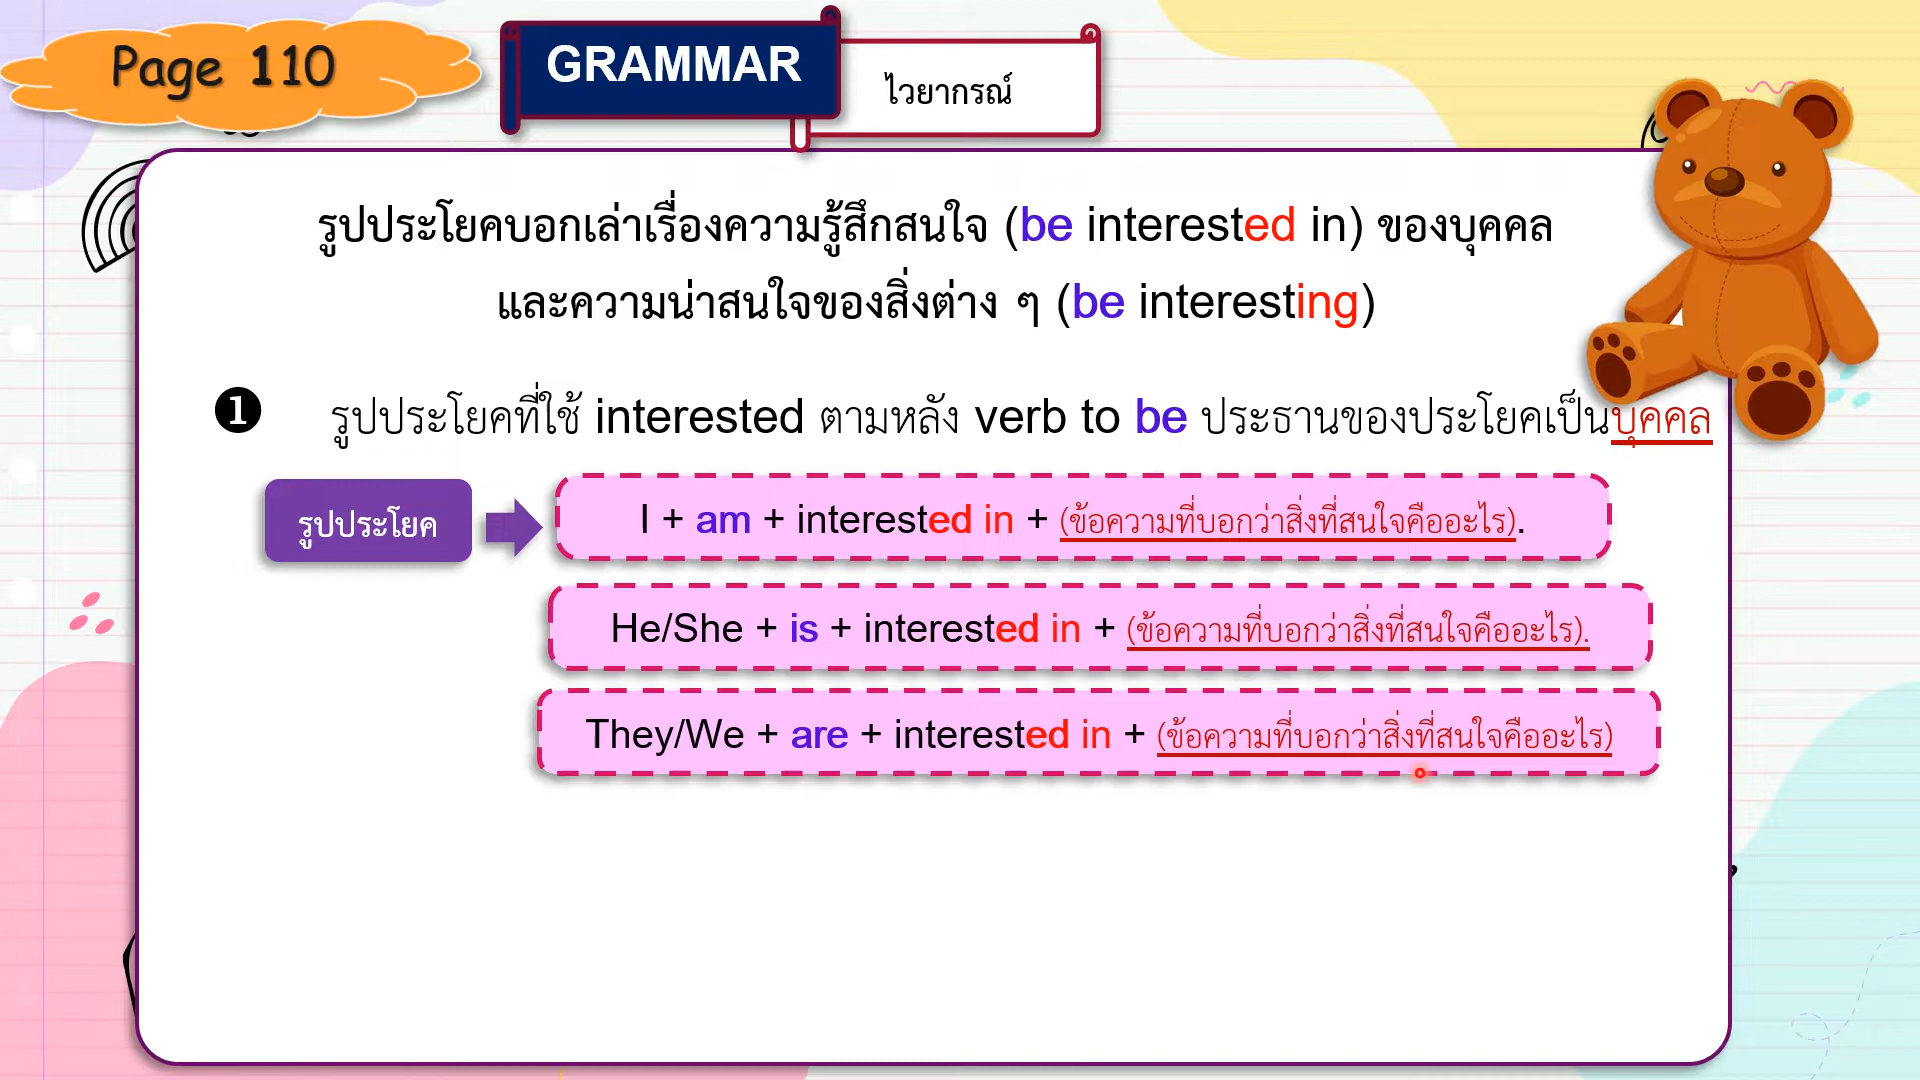 Page 110
GRAMMAR
ไวยากรณ์
รูปประโยคบอกเล่าเรื่องความรู้สึกสนใจ (be interested in) ของบุคคล
และความน่าสนใจของสิ่งต่าง ๆ (be interesting)
❶ รูปประโยคที่ใช้ interested ตามหลัง verb to be ประธานของประโยคเป็นบุคคล
รูปประโยค
I + am + interested in + (ข้อความที่บอกว่าสิ่งที่สนใจคืออะไร).
He/She + is + interested in + (ข้อความที่บอกว่าสิ่งที่สนใจคืออะไร).
They/We + are + interested in + (ข้อความที่บอกว่าสิ่งที่สนใจคืออะไร)